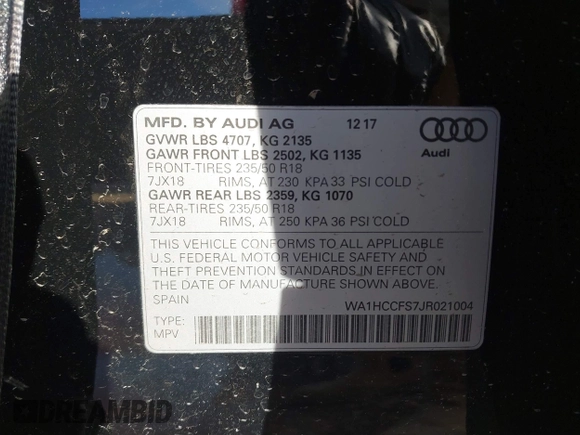 MFD. BY AUDI AG 12 17
GVWR LBS 4707, KG 2135
GAWR FRONT LBS 2502, KG 1135
FRONT-TIRES 235/50 R18
7JX18 RIMS, AT 230 KPA 33 PSI COLD
GAWR REAR LBS 2359, KG 1070
REAR-TIRES 235/50 R18
7JX18 RIMS, AT 250 KPA 36 PSI COLD
Audi
THIS VEHICLE CONFORMS TO ALL APPLICABLE
U.S. FEDERAL MOTOR VEHICLE SAFETY AND
THEFT PREVENTION STANDARDS IN EFFECT ON
THE DATE OF MANUFACTURE SHOWN ABOVE.
SPAIN
WA1HCCFS7JR021004
TYPE:
MPV
DREAMBID